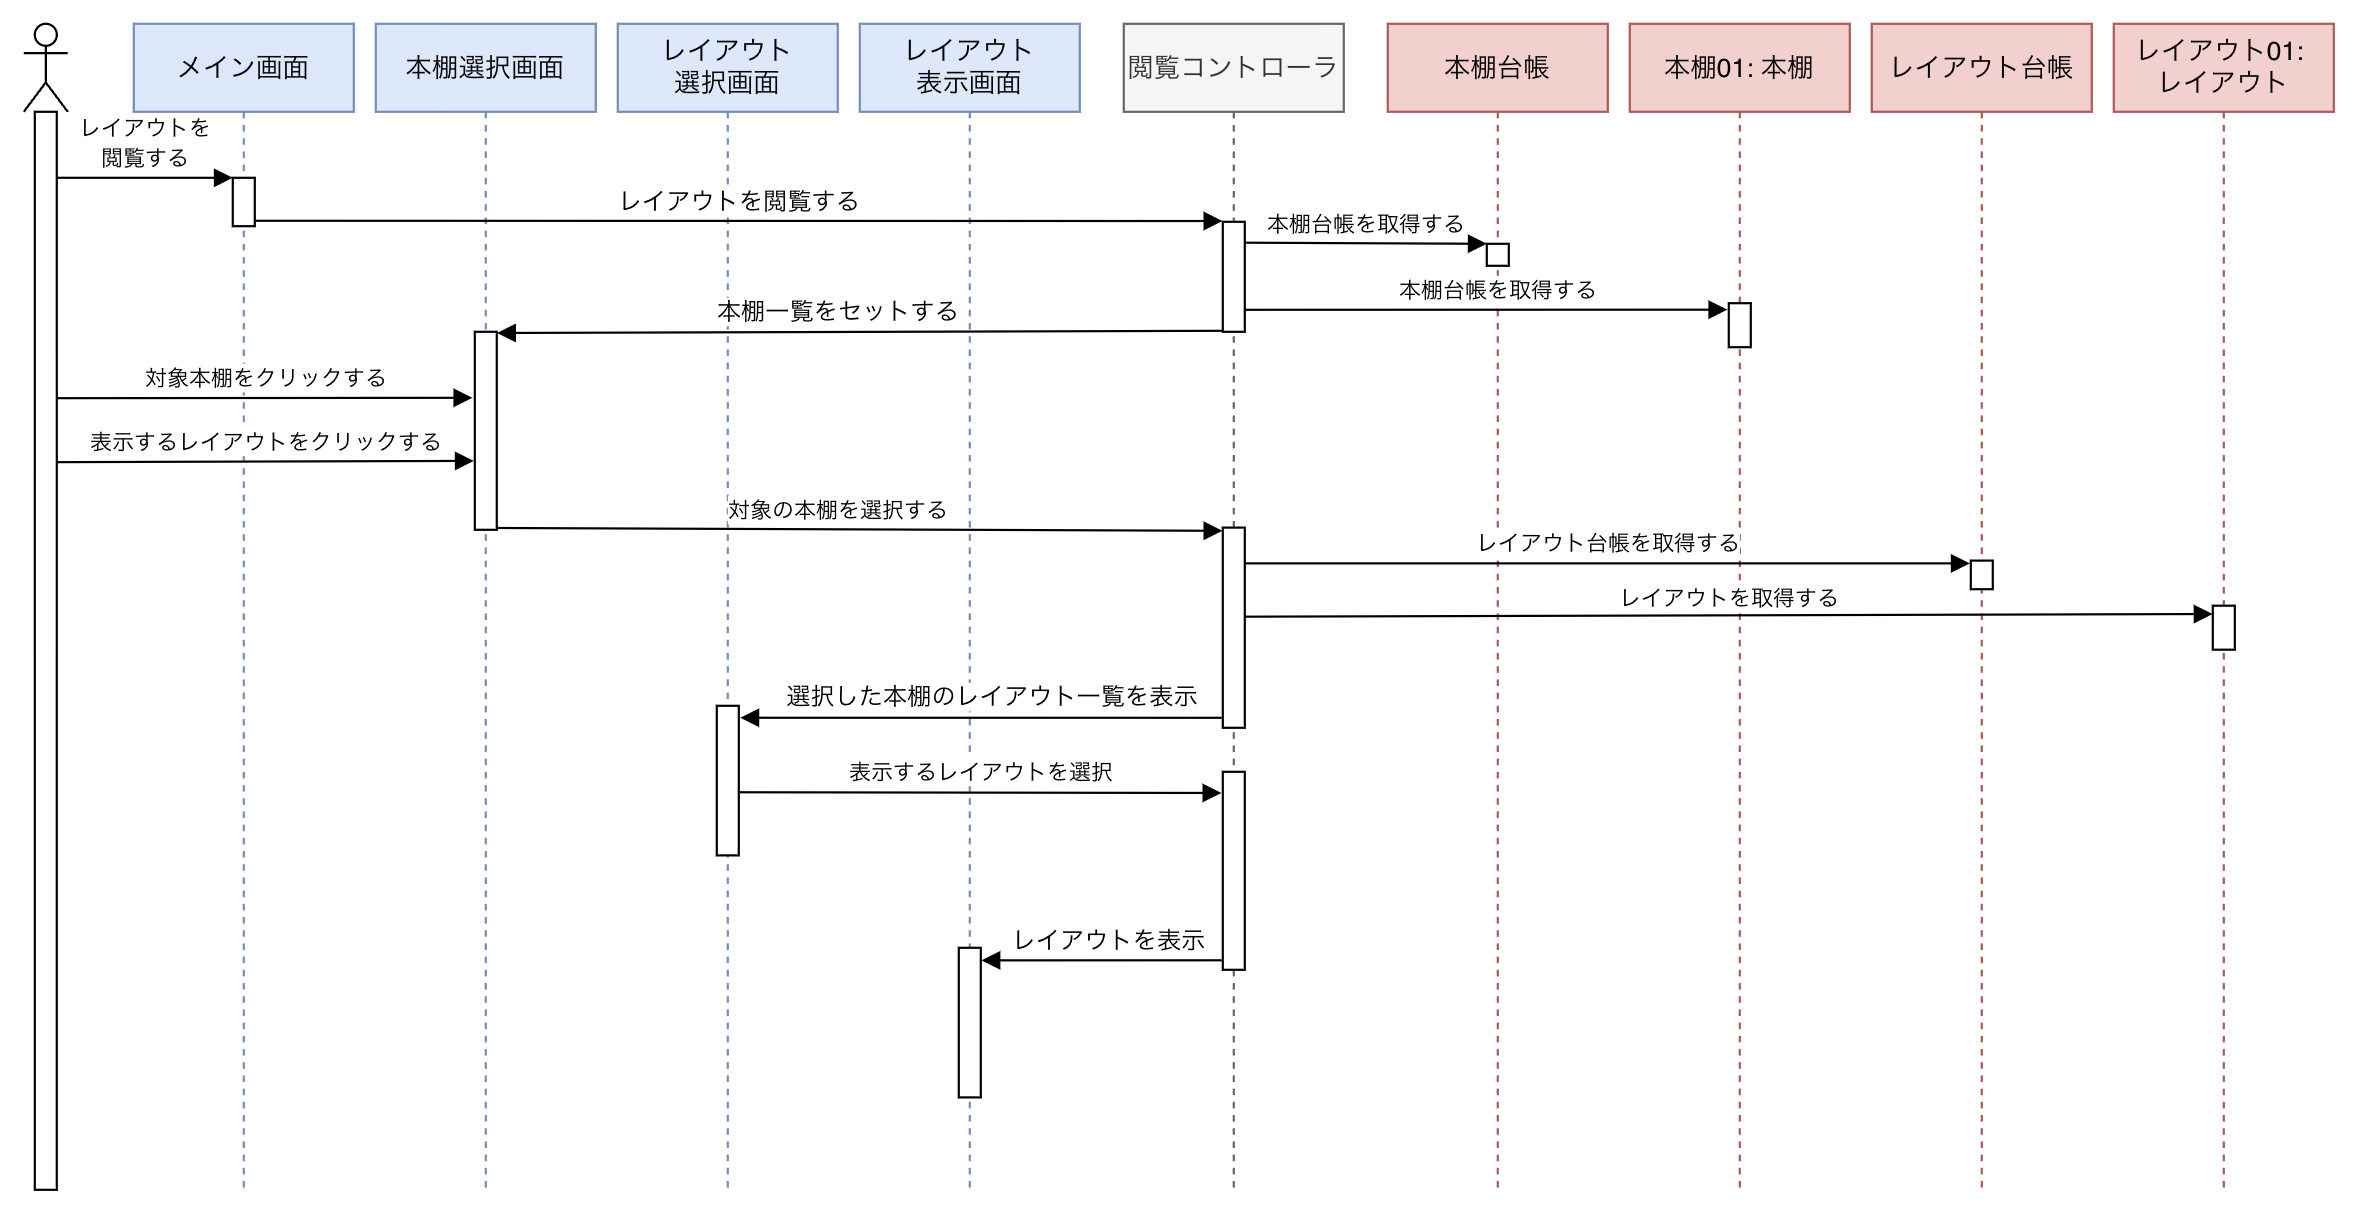 メイン画面
本棚選択画面
レイアウト
選択画面
レイアウト
表示画面
閲覧コントローラ
本棚台帳
本棚01: 本棚
レイアウト台帳
レイアウト01:
レイアウト
レイアウトを
閲覧する
レイアウトを閲覧する
本棚台帳を取得する
本棚台帳を取得する
本棚一覧をセットする
対象本棚をクリックする
表示するレイアウトをクリックする
対象の本棚を選択する
レイアウト台帳を取得する
レイアウトを取得する
選択した本棚のレイアウト一覧を表示
表示するレイアウトを選択
レイアウトを表示